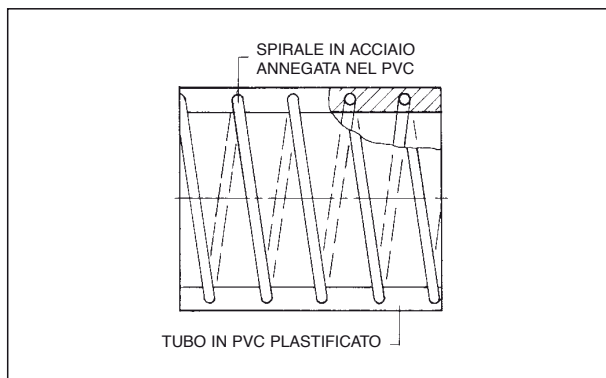 SPIRALE IN ACCIAIO
ANNEGATA NEL PVC
TUBO IN PVC PLASTIFICATO